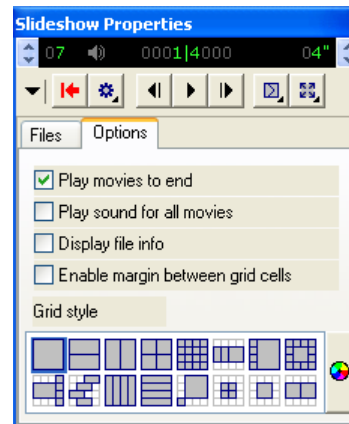 Slideshow Properties
07 0001|4000 04"
Files Options
Play movies to end
Play sound for all movies
Display file info
Enable margin between grid cells
Grid style